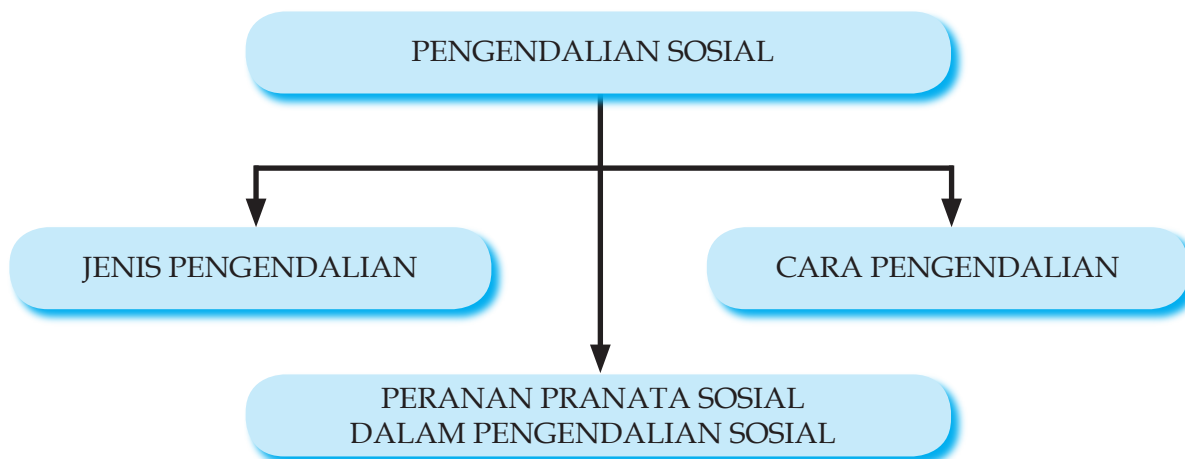 PENGENDALIAN SOSIAL
JENIS PENGENDALIAN
CARA PENGENDALIAN
PERANAN PRANATA SOSIAL
DALAM PENGENDALIAN SOSIAL